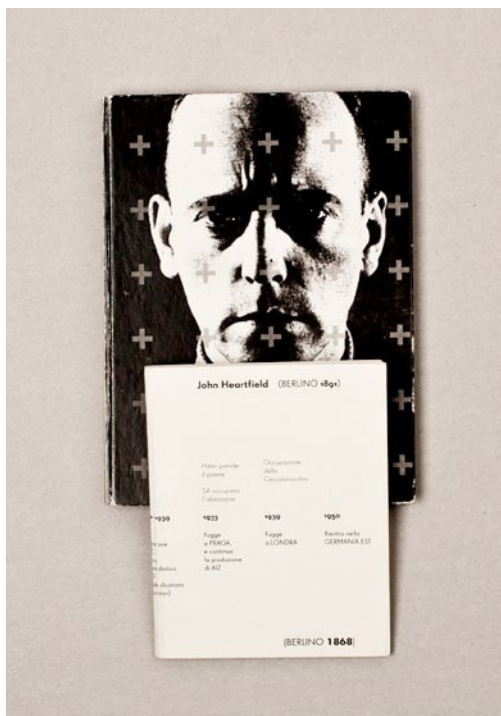 John Heartfield (BERLINO 1891)
Hitler prende
il potere
SA occupano
l'abitazione
Occupazione
della
Cecoslovacchia
1933
Fugge
a PRAGA,
e continua
la produzione
di AIZ
1939
Fugge
a LONDRA
1950
Rientra nella
GERMANIA EST
(BERLINO 1868)